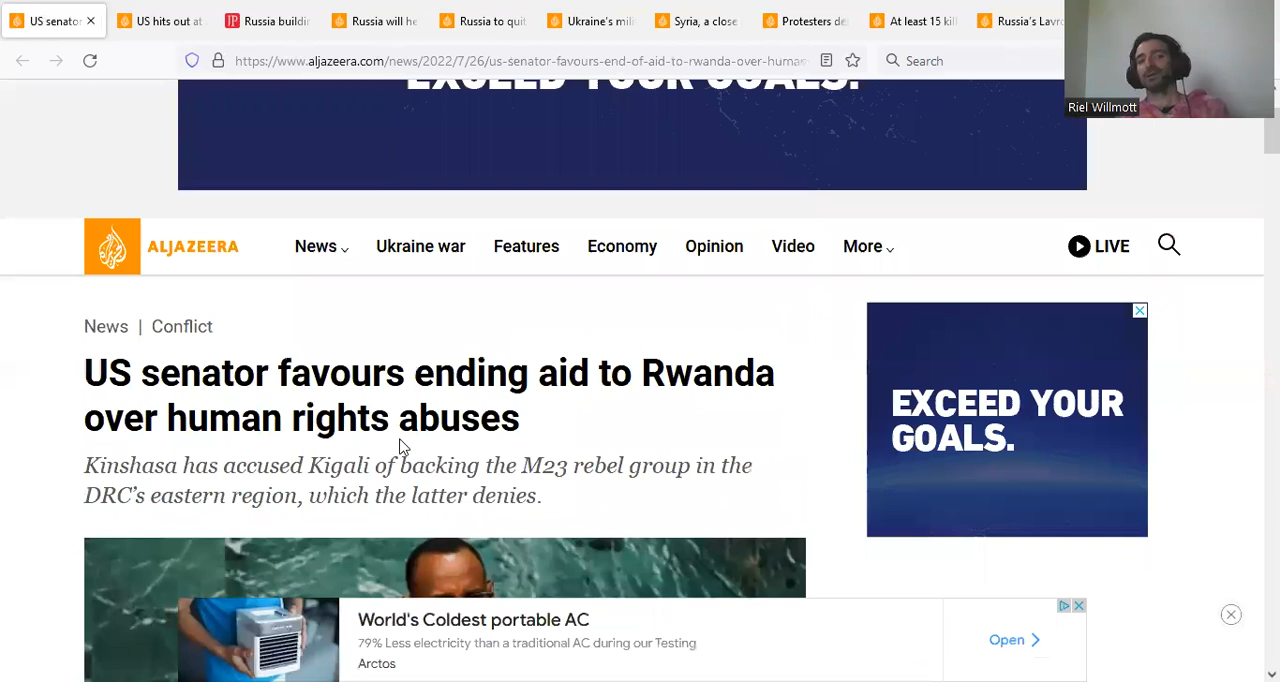 US senator
US hits out at
Russia buildin
Russia will he
Russia to quit
Ukraine's mili
Syria, a close
Protesters de
At least 15 kill
Russia's Lavro
https://www.aljazeera.com/news/2022/7/26/us-senator-favours-end-of-aid-to-rwanda-over-human
Search
Riel Willmott
EXCEED YOUR GOALS.
ALJAZEERA
News
Ukraine war
Features
Economy
Opinion
Video
More
LIVE
News | Conflict
US senator favours ending aid to Rwanda
over human rights abuses
Kinshasa has accused Kigali of backing the M23 rebel group in the
DRC's eastern region, which the latter denies.
EXCEED YOUR
GOALS.
World's Coldest portable AC
79% Less electricity than a traditional AC during our Testing
Arctos
Open